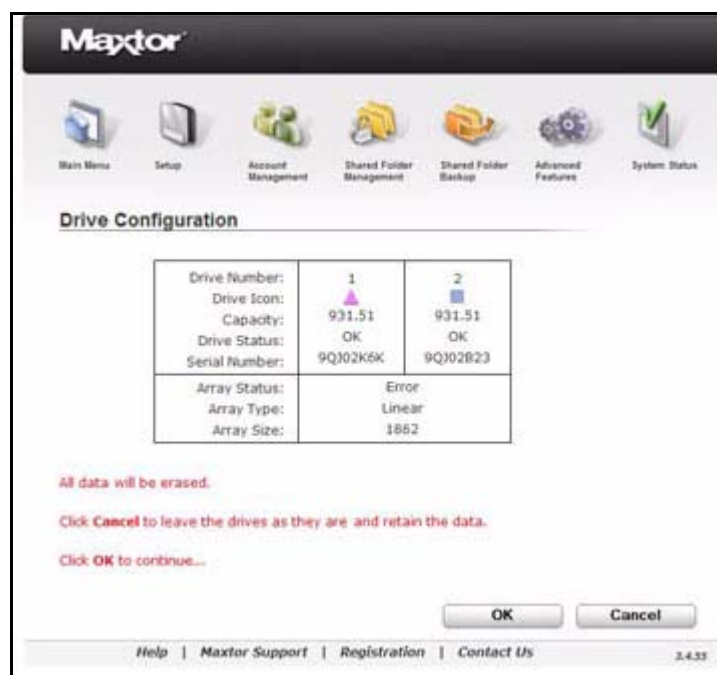 Maxtor
Main Menu
Setup
Account Management
Shared Folder Management
Shared Folder Backup
Advanced Features
System Status
Drive Configuration
Drive Number: 1 2
Drive Icon:
Capacity: 931.51 931.51
Drive Status: OK OK
Serial Number: 9QJ02K6K 9QJ02B23
Array Status: Error
Array Type: Linear
Array Size: 1862
All data will be erased.
Click Cancel to leave the drives as they are and retain the data.
Click OK to continue...
OK Cancel
Help | Maxtor Support | Registration | Contact Us